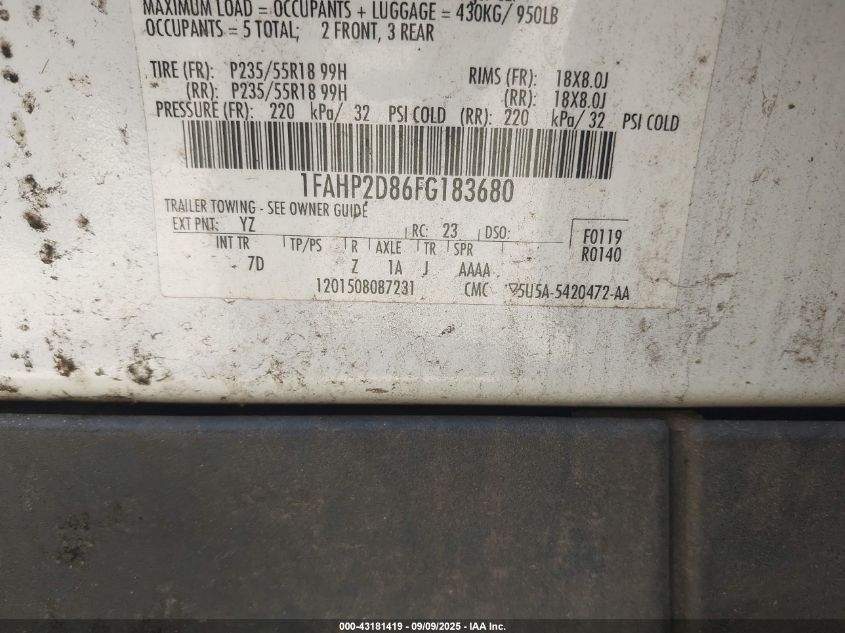 MAXIMUM LOAD = OCCUPANTS + LUGGAGE = 430KG/ 950LB
OCCUPANTS = 5 TOTAL; 2 FRONT, 3 REAR
TIRE (FR): P235/55R18 99H RIMS (FR): 18X8.0J
(RR): P235/55R18 99H (RR): 18X8.0J
PRESSURE (FR): 220 kPa/ 32 PSI COLD (RR): 220 kPa/ 32 PSI COLD
1FAHP2D86FG183680
TRAILER TOWING - SEE OWNER GUIDE
EXT PNT: YZ RC: 23 DSO: F0119
INT TR TP/PS R AXLE TR SPR R0140
7D Z 1A J AAAA
1201508087231 CMC 5U5A-5420472-AA
000-43181419 - 09/09/2025 - IAA Inc.